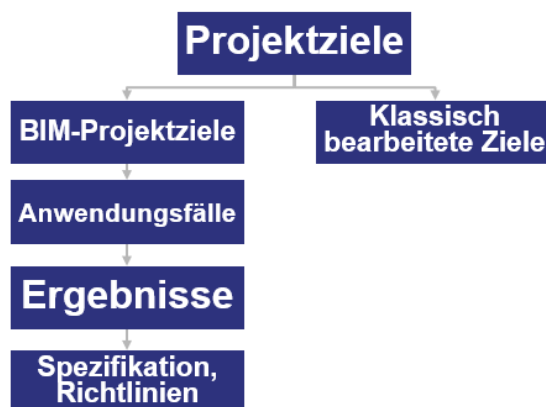 Projektziele
BIM-Projektziele
Klassisch
bearbeitete Ziele
Anwendungsfälle
Ergebnisse
Spezifikation,
Richtlinien